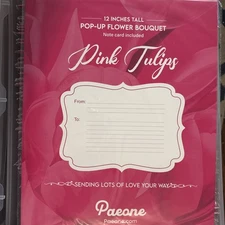 12 INCHES TALL
POP-UP FLOWER BOUQUET
Note card included
Pink Tulips
From:
To:
SENDING LOTS OF LOVE YOUR WAY
Paeone
Paeone.com